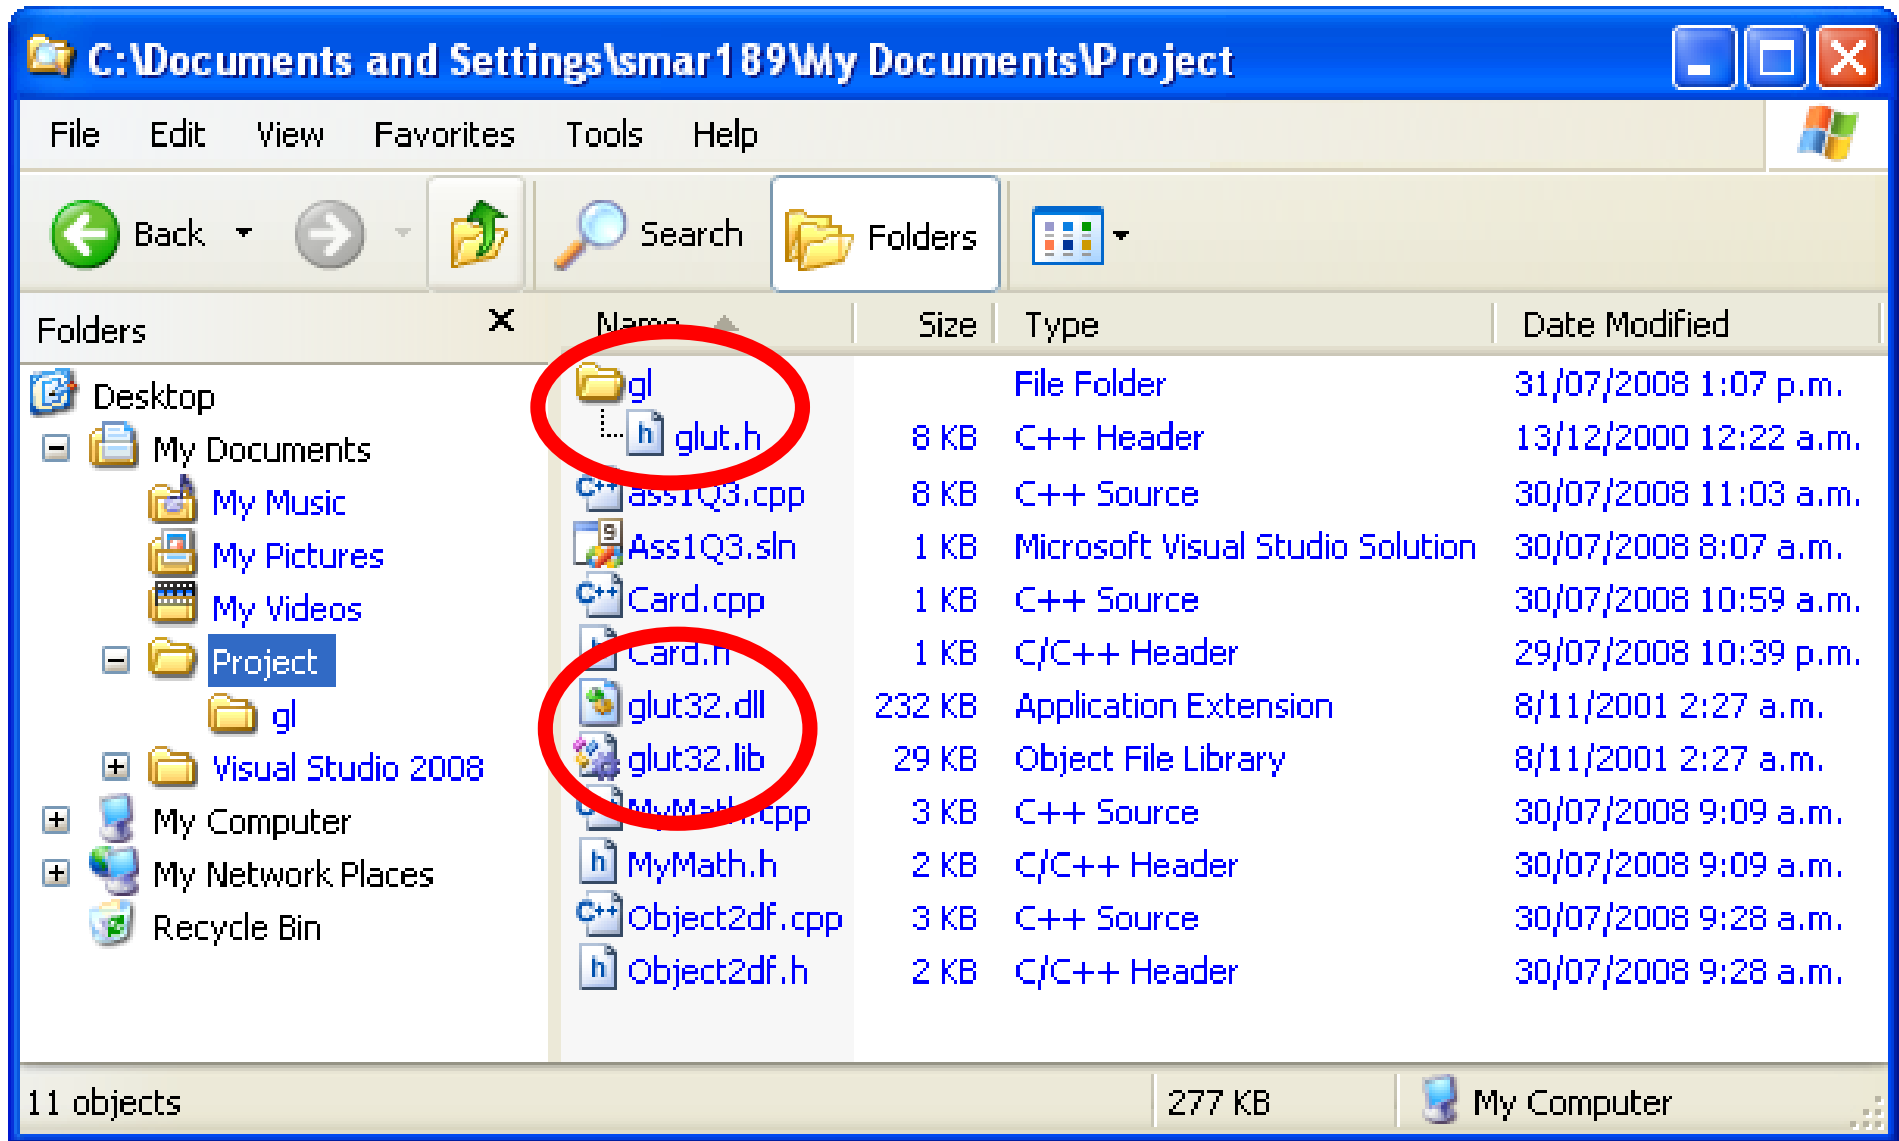 C:\Documents and Settings\smar189\My Documents\Project
File Edit View Favorites Tools Help
Back Search Folders
Folders
Name Size Type Date Modified
Desktop
My Documents
My Music
My Pictures
My Videos
Project
gl
Visual Studio 2008
My Computer
My Network Places
Recycle Bin
gl File Folder 31/07/2008 1:07 p.m.
glut.h 8 KB C++ Header 13/12/2000 12:22 a.m.
ass1Q3.cpp 8 KB C++ Source 30/07/2008 11:03 a.m.
Ass1Q3.sln 1 KB Microsoft Visual Studio Solution 30/07/2008 8:07 a.m.
Card.cpp 1 KB C++ Source 30/07/2008 10:59 a.m.
Card.h 1 KB C/C++ Header 29/07/2008 10:39 p.m.
glut32.dll 232 KB Application Extension 8/11/2001 2:27 a.m.
glut32.lib 29 KB Object File Library 8/11/2001 2:27 a.m.
MyMath.cpp 3 KB C++ Source 30/07/2008 9:09 a.m.
MyMath.h 2 KB C/C++ Header 30/07/2008 9:09 a.m.
Object2df.cpp 3 KB C++ Source 30/07/2008 9:28 a.m.
Object2df.h 2 KB C/C++ Header 30/07/2008 9:28 a.m.
11 objects 277 KB My Computer